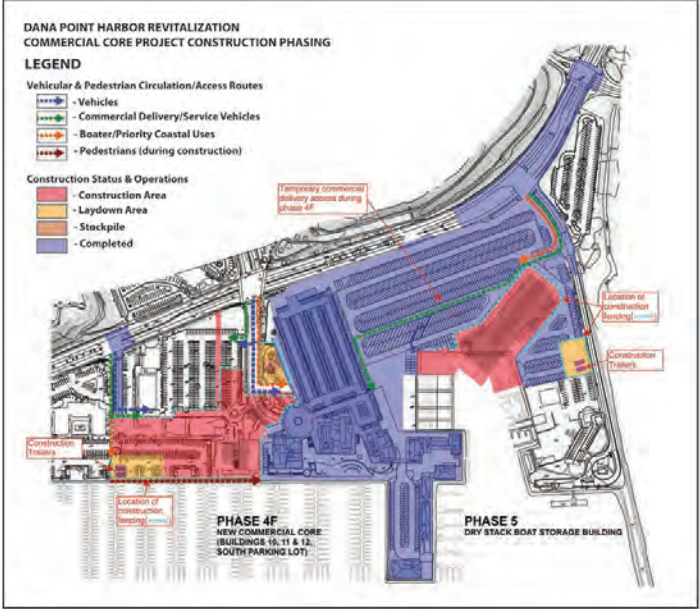 DANA POINT HARBOR REVITALIZATION
COMMERCIAL CORE PROJECT CONSTRUCTION PHASING
LEGEND
Vehicular & Pedestrian Circulation/Access Routes
- Vehicles
- Commercial Delivery/Service Vehicles
- Boater/Priority Coastal Uses
- Pedestrians (during construction)
Construction Status & Operations
- Construction Area
- Laydown Area
- Stockpile
- Completed
Temporary commercial
delivery access during
phase 4F
Location of
construction
fencing
Construction
Trailers
Construction
Trailers
Location of
construction
fencing
PHASE 4F
NEW COMMERCIAL CORE
(BUILDINGS 10, 11 & 12,
SOUTH PARKING LOT)
PHASE 5
DRY STACK BOAT STORAGE BUILDING